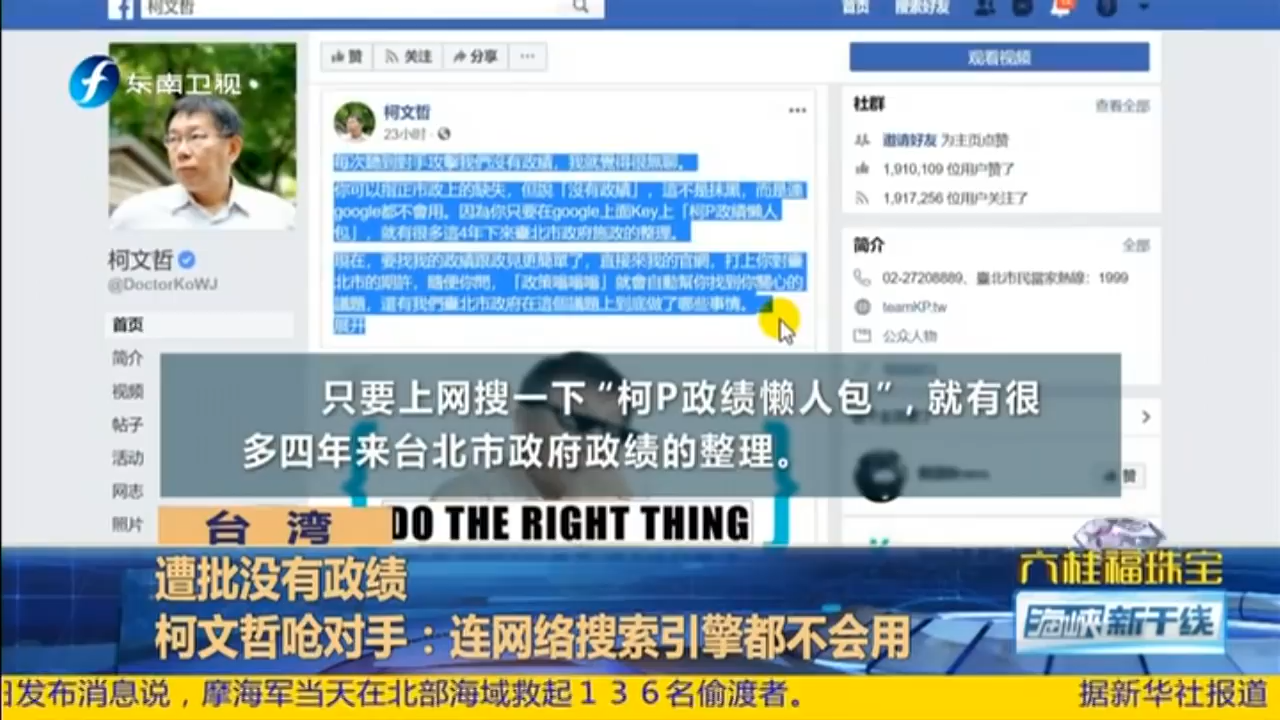 柯文哲
首页 搜索好友
东南卫视
赞 关注 分享 ···
观看视频
柯文哲
23小时
每次聽到對手攻擊我們沒有政績，我就覺得很無聊。
你可以指正市政上的缺失，但說「沒有政績」，這不是抹黑，而是連
google都不會用。因為你只要在google上面Key上「柯P政績懶人
包」，就有很多這4年下來臺北市政府施政的整理。
現在，要找我的政績跟政見更簡單了，直接來我的官網，打上你對臺
北市的期許，隨便你問，「政策嗡嗡嗡」就會自動幫你找到你關心的
議題，還有我們臺北市政府在這個議題上到底做了哪些事情。
展开
社群 查看全部
邀请好友 为主页点赞
1,910,109 位用户赞了
1,917,256 位用户关注了
简介 全部
02-27208889、臺北市民當家熱線：1999
teamKP.tw
公众人物
赞
柯文哲
@DoctorKoWJ
首页
简介
视频
帖子
活动
网志
照片
只要上网搜一下“柯P政绩懒人包”，就有很
多四年来台北市政府政绩的整理。
DO THE RIGHT THING
台 湾
遭批没有政绩
柯文哲呛对手：连网络搜索引擎都不会用
六桂福珠宝
海峡新干线
日发布消息说，摩海军当天在北部海域救起１３６名偷渡者。 据新华社报道